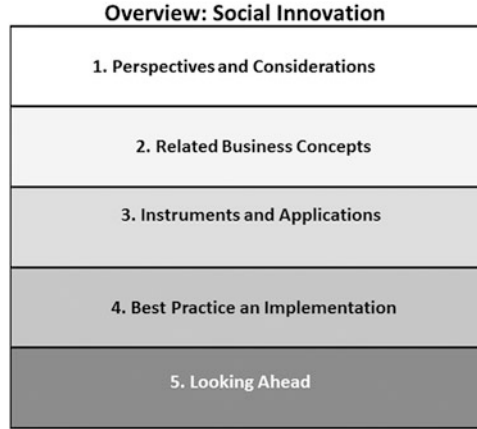 Overview: Social Innovation
1. Perspectives and Considerations
2. Related Business Concepts
3. Instruments and Applications
4. Best Practice an Implementation
5. Looking Ahead